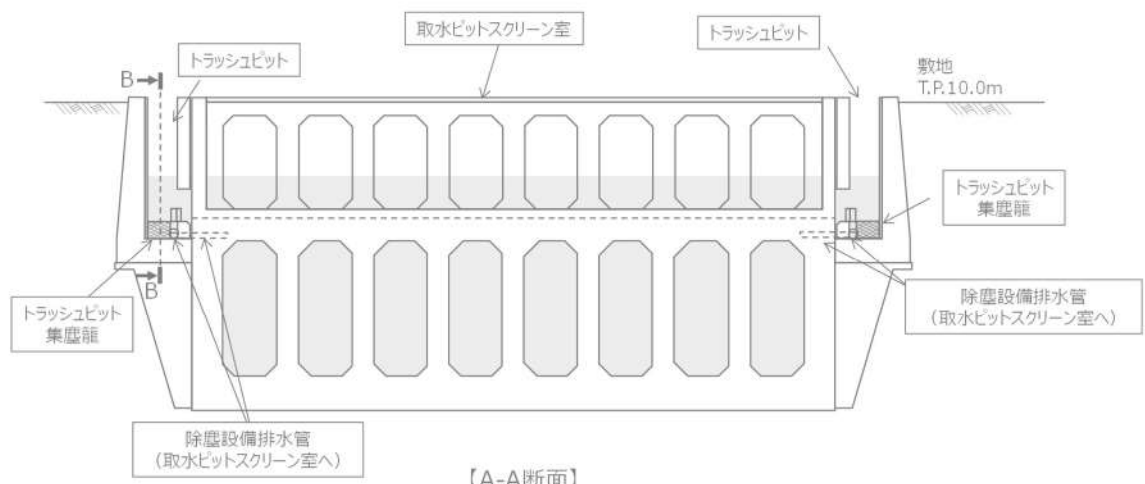 取水ピットスクリーン室
トラッシュピット
トラッシュピット
B
敷地
T.P.10.0m
トラッシュピット
集塵籠
B
トラッシュピット
集塵籠
除塵設備排水管
(取水ピットスクリーン室へ)
除塵設備排水管
(取水ピットスクリーン室へ)
【A-A断面】